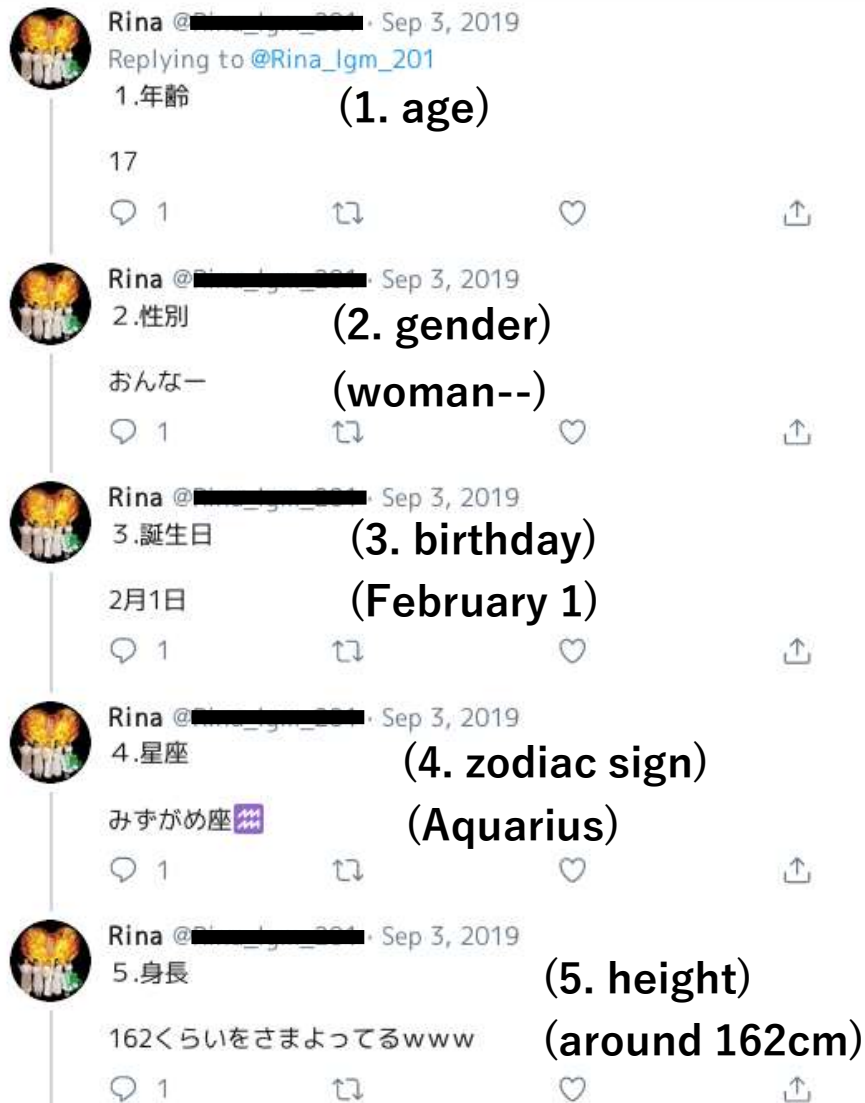 Rina @ · Sep 3, 2019
Replying to @Rina_lgm_201
1.年齢 (1. age)
17
1
Rina @ · Sep 3, 2019
2.性別 (2. gender)
おんなー (woman--)
1
Rina @ · Sep 3, 2019
3.誕生日 (3. birthday)
2月1日 (February 1)
1
Rina @ · Sep 3, 2019
4.星座 (4. zodiac sign)
みずがめ座♒ (Aquarius)
1
Rina @ · Sep 3, 2019
5.身長 (5. height)
162くらいをさまよってるwww (around 162cm)
1